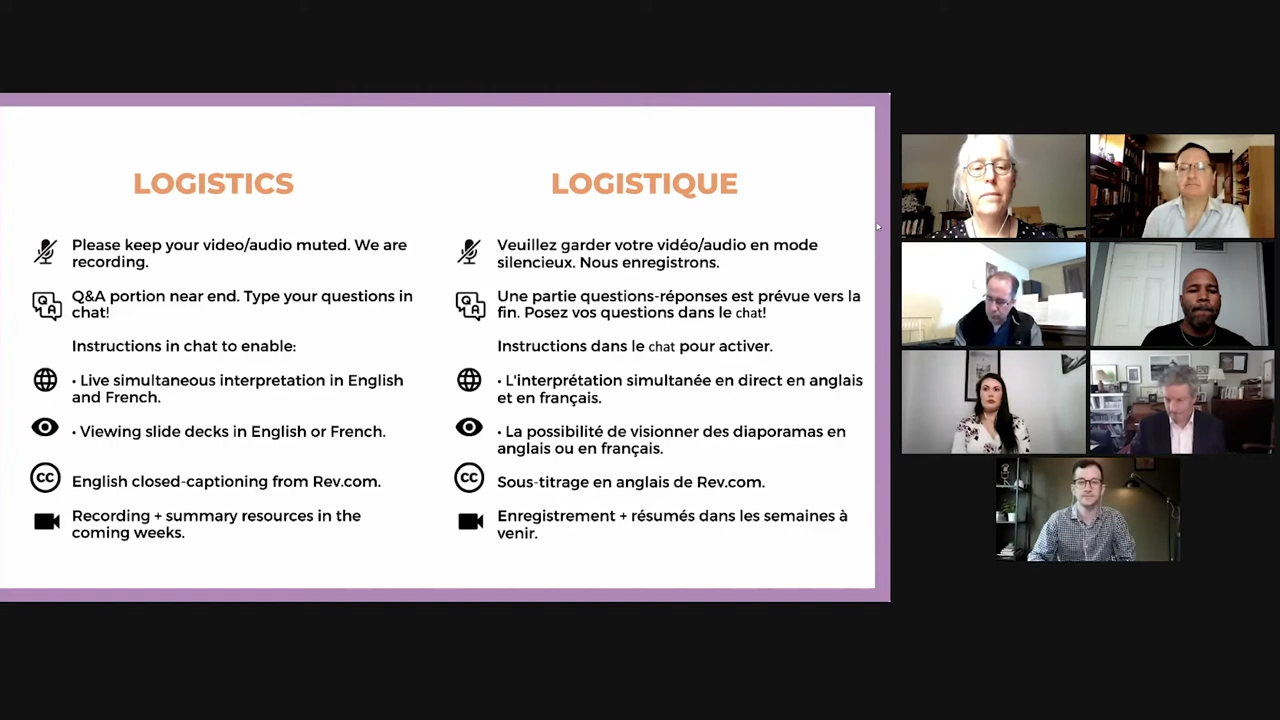 LOGISTICS
Please keep your video/audio muted. We are
recording.
Q&A portion near end. Type your questions in
chat!
Instructions in chat to enable:
• Live simultaneous interpretation in English
and French.
• Viewing slide decks in English or French.
CC
English closed-captioning from Rev.com.
Recording + summary resources in the
coming weeks.
LOGISTIQUE
Veuillez garder votre vidéo/audio en mode
silencieux. Nous enregistrons.
Q A
Une partie questions-réponses est prévue vers la
fin. Posez vos questions dans le chat!
Instructions dans le chat pour activer.
• L'interprétation simultanée en direct en anglais
et en français.
• La possibilité de visionner des diaporamas en
anglais ou en français.
CC
Sous-titrage en anglais de Rev.com.
Enregistrement + résumés dans les semaines à
venir.